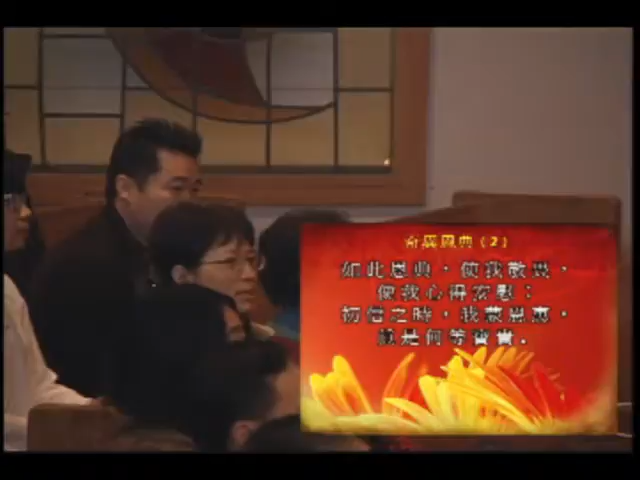 奇異恩典 (2)
如此恩典，使我敬畏，
使我心得安慰；
初信之時，我蒙恩惠，
真是何等寶貴．